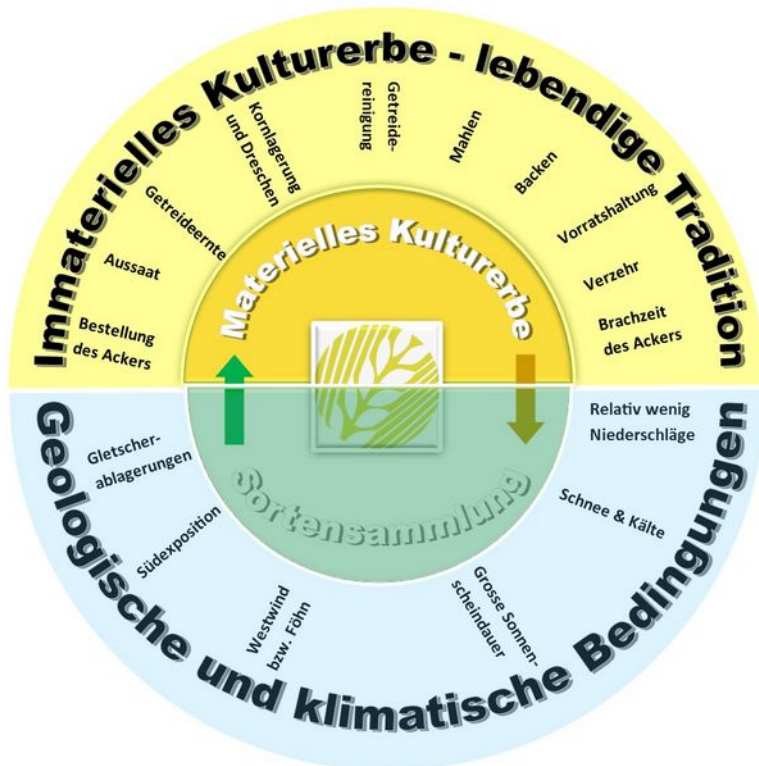 Immaterielles Kulturerbe - lebendige Tradition
Bestellung
des Ackers
Aussaat
Getreideernte
Kornlagerung
und Dreschen
Getreide-
reinigung
Mahlen
Backen
Vorratshaltung
Verzehr
Brachzeit
des Ackers
Materielles Kulturerbe
Sortensammlung
Gletscher-
ablagerungen
Südexposition
Westwind
bzw. Föhn
Grosse Sonnen-
scheindauer
Schnee & Kälte
Relativ wenig
Niederschläge
Geologische und klimatische Bedingungen